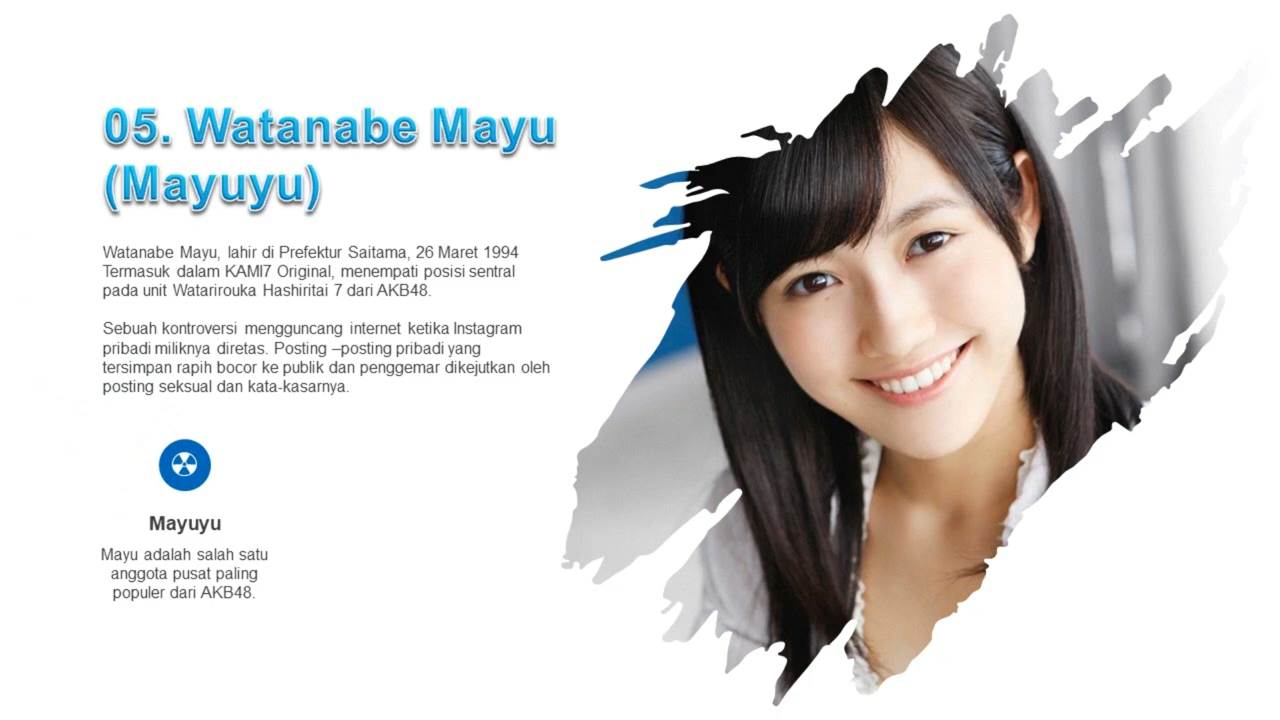 05. Watanabe Mayu
(Mayuyu)
Watanabe Mayu, lahir di Prefektur Saitama, 26 Maret 1994
Termasuk dalam KAMI7 Original, menempati posisi sentral
pada unit Watarirouka Hashiritai 7 dari AKB48.
Sebuah kontroversi mengguncang internet ketika Instagram
pribadi miliknya diretas. Posting –posting pribadi yang
tersimpan rapih bocor ke publik dan penggemar dikejutkan oleh
posting seksual dan kata-kasarnya.
Mayuyu
Mayu adalah salah satu
anggota pusat paling
populer dari AKB48.